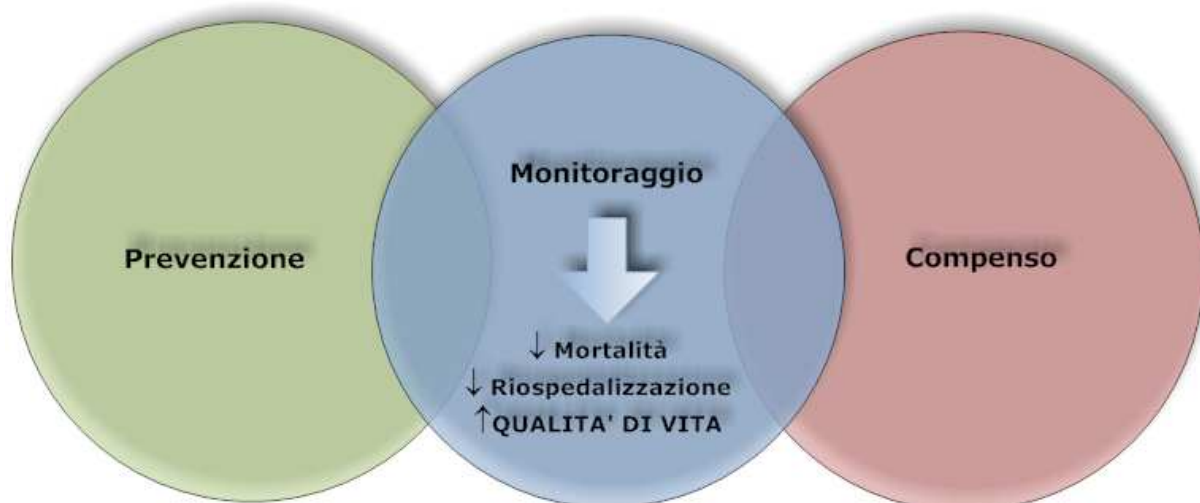 Prevenzione
Monitoraggio
↓ Mortalità
↓ Riospedalizzazione
↑QUALITA' DI VITA
Compenso